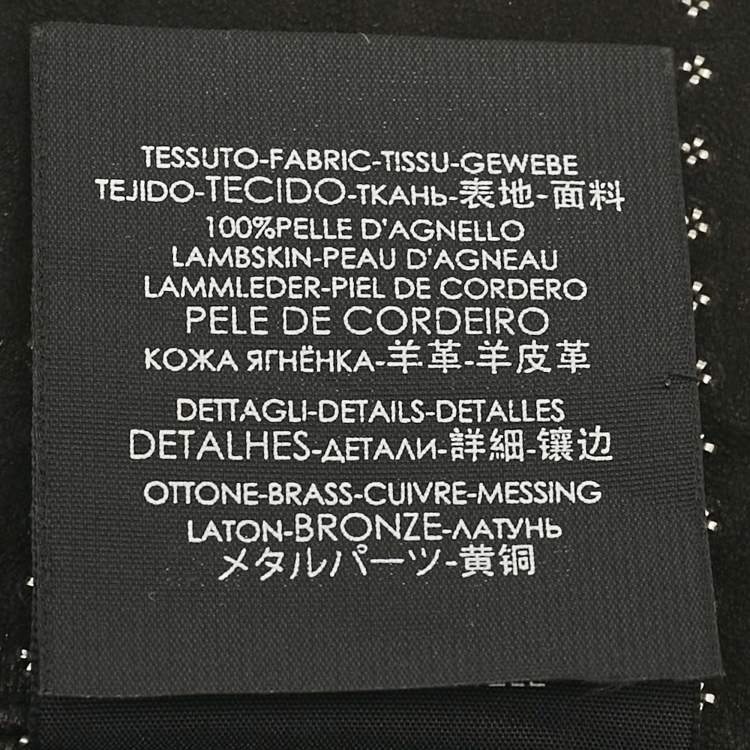 TESSUTO-FABRIC-TISSU-GEWEBE
TEJIDO-TECIDO-ТКАНЬ-表地-面料
100%PELLE D'AGNELLO
LAMBSKIN-PEAU D'AGNEAU
LAMMLEDER-PIEL DE CORDERO
PELE DE CORDEIRO
КОЖА ЯГНЁНКА-羊革-羊皮革
DETTAGLI-DETAILS-DETALLES
DETALHES-ДЕТАЛИ-詳細-镶边
OTTONE-BRASS-CUIVRE-MESSING
LATON-BRONZE-ЛАТУНЬ
メタルパーツ-黄铜